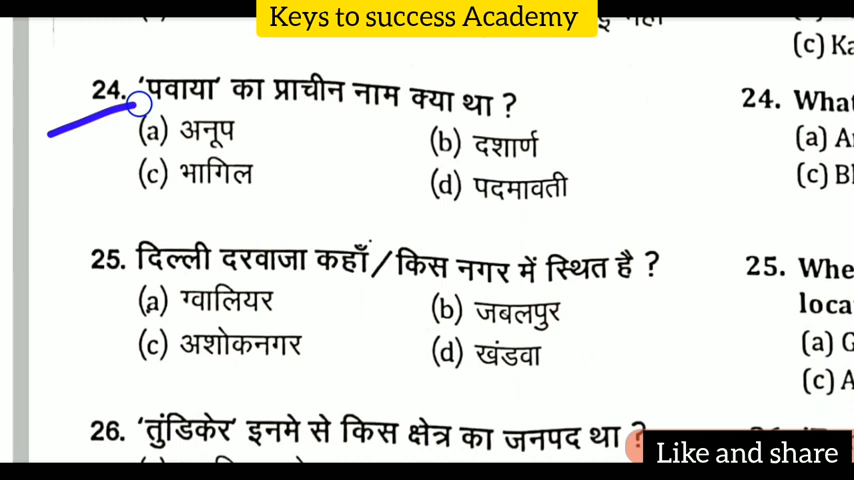 Keys to success Academy
(c) Ka
24. 'पवाया' का प्राचीन नाम क्या था ?
(a) अनूप (b) दशार्ण
(c) भागिल (d) पदमावती
25. दिल्ली दरवाजा कहाँ/किस नगर में स्थित है ?
(a) ग्वालियर (b) जबलपुर
(c) अशोकनगर (d) खंडवा
26. 'तुंडिकेर' इनमे से किस क्षेत्र का जनपद था ?
24. What
(a) A
(c) Bl
25. Whe
loca
(a) G
(c) A
Like and share